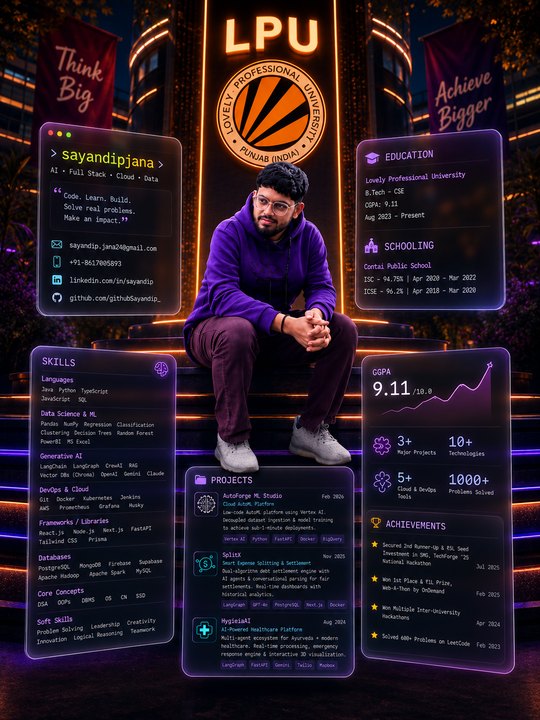 LPU
LOVELY PROFESSIONAL UNIVERSITY
PUNJAB (INDIA)
Think
Big
Achieve
Bigger
> sayandipjana >
AI • Full Stack • Cloud • Data
“ Code. Learn. Build.
Solve real problems.
Make an impact. ”
sayandip.jana24@gmail.com
+91-8617005893
linkedin.com/in/sayandip
github.com/githubSayandip_
EDUCATION
Lovely Professional University
B.Tech - CSE
CGPA: 9.11
Aug 2023 - Present
SCHOOLING
Contai Public School
ISC - 94.75% | Apr 2020 - Mar 2022
ICSE - 96.2% | Apr 2018 - Mar 2020
SKILLS
Languages
Java Python TypeScript
JavaScript SQL
Data Science & ML
Pandas NumPy Regression Classification
Clustering Decision Trees Random Forest
PowerBI MS Excel
Generative AI
LangChain LangGraph CrewAI RAG
Vector DBs (Chroma) OpenAI Gemini Claude
DevOps & Cloud
Git Docker Kubernetes Jenkins
AWS Prometheus Grafana Husky
Frameworks / Libraries
React.js Node.js Next.js FastAPI
Tailwind CSS Prisma
Databases
PostgreSQL MongoDB Firebase Supabase
Apache Hadoop Apache Spark MySQL
Core Concepts
DSA OOPs DBMS OS CN SSD
Soft Skills
Problem Solving Leadership Creativity
Innovation Logical Reasoning Teamwork
PROJECTS
AutoForge ML Studio Feb 2026
Cloud AutoML Platform
Low-code AutoML platform using Vertex AI.
Decoupled dataset ingestion & model training
to achieve sub-1-minute deployments.
Vertex AI Python FastAPI Docker BigQuery
SplitX Nov 2025
Smart Expense Splitting & Settlement
Dual-algorithm debt settlement engine with
AI agents & conversational parsing for fair
settlements. Real-time dashboards with
historical analytics.
LangGraph GPT-4o PostgreSQL Next.js Docker
HygieiaAI Aug 2024
AI-Powered Healthcare Platform
Multi-agent ecosystem for Ayurveda + modern
healthcare. Real-time processing, emergency
response engine & interactive 3D visualization.
LangGraph FastAPI Gemini Twilio Mapbox
CGPA
9.11/10.0
3+
Major Projects
10+
Technologies
5+
Cloud & DevOps
Tools
1000+
Problems Solved
ACHIEVEMENTS
Secured 2nd Runner-Up & ₹5L Seed
Investment in SMG, TechForge '25
National Hackathon
Jul 2025
Won 1st Place & ₹1L Prize,
Web-A-Thon by OnDemand
Feb 2025
Won Multiple Inter-University
Hackathons
Apr 2024
Solved 600+ Problems on LeetCode
Feb 2023